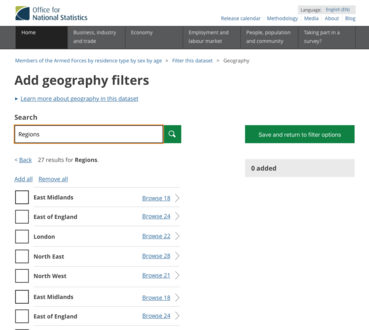 Office for
National Statistics
Language: English (EN)
Release calendar Methodology Media About Blog
Home
Business, industry
and trade
Economy
Employment and
labour market
People, population
and community
Taking part in a
survey?
Members of the Armed Forces by residence type by sex by age > Filter this dataset > Geography
Add geography filters
Learn more about geography in this dataset
Search
Regions
Save and return to filter options
< Back 27 results for Regions.
0 added
Add all Remove all
East Midlands Browse 18
East of England Browse 24
London Browse 22
North East Browse 28
North West Browse 21
East Midlands Browse 18
East of England Browse 24